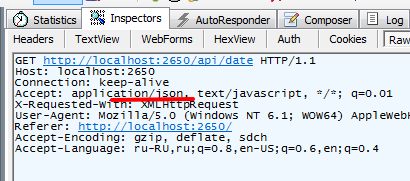 Statistics Inspectors AutoResponder Composer
Headers TextView WebForms HexView Auth Cookies Raw
GET http://localhost:2650/api/date HTTP/1.1
Host: localhost:2650
Connection: keep-alive
Accept: application/json, text/javascript, */*; q=0.01
X-Requested-With: XMLHttpRequest
User-Agent: Mozilla/5.0 (Windows NT 6.1; WOW64) AppleWebK
Referer: http://localhost:2650/
Accept-Encoding: gzip, deflate, sdch
Accept-Language: ru-RU,ru;q=0.8,en-US;q=0.6,en;q=0.4